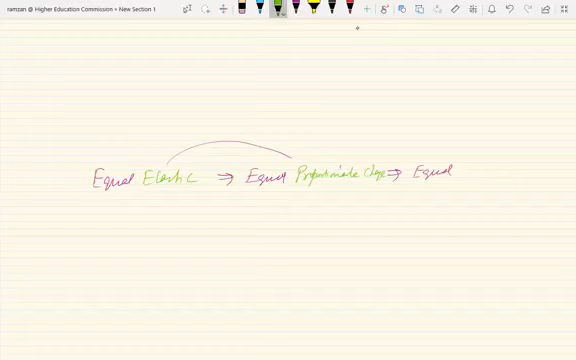 ramzan @ Higher Education Commission » New Section 1
Equal Elastic ⇒ Equal Proportionate Change ⇒ Equal